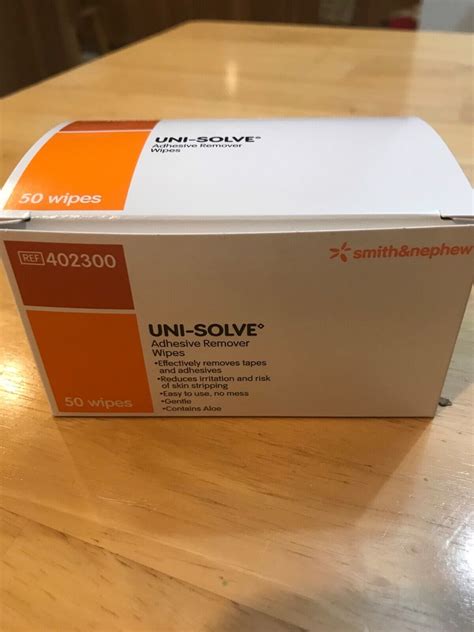 UNI-SOLVE◊
Adhesive Remover
Wipes
50 wipes
REF 402300
smith&nephew
UNI-SOLVE◊
Adhesive Remover
Wipes
•Effectively removes tapes
and adhesives
•Reduces irritation and risk
of skin stripping
•Easy to use, no mess
•Gentle
•Contains Aloe
50 wipes